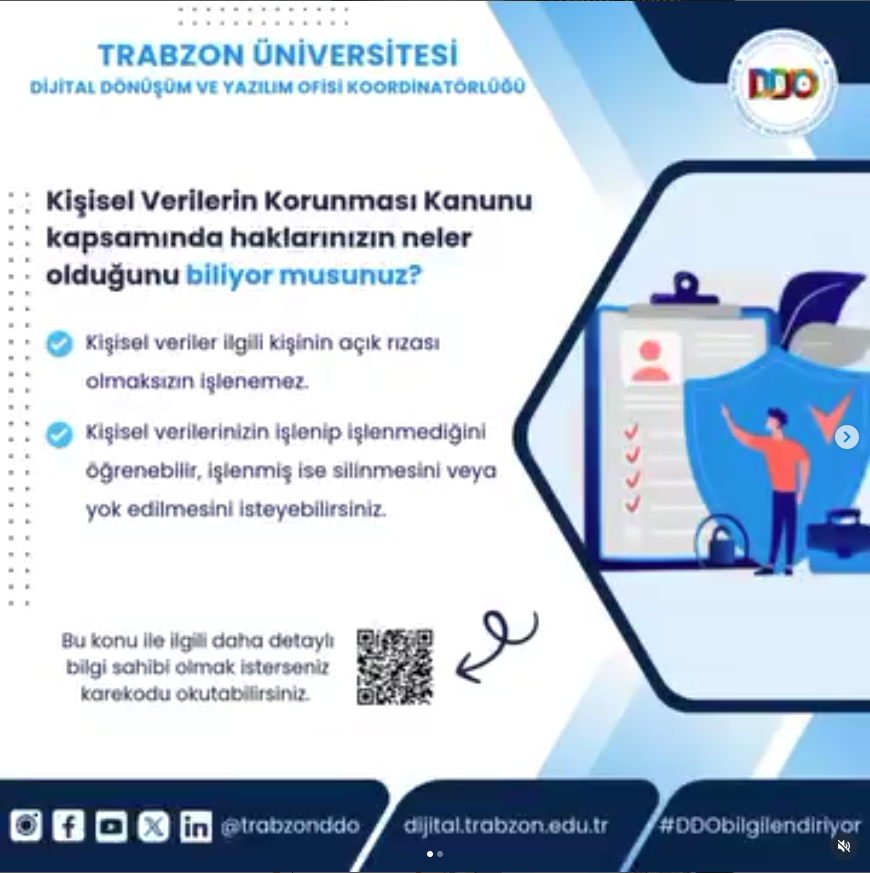 TRABZON ÜNİVERSİTESİ
DİJİTAL DÖNÜŞÜM VE YAZILIM OFİSİ KOORDİNATÖRLÜĞÜ
DDO
Kişisel Verilerin Korunması Kanunu
kapsamında haklarınızın neler
olduğunu biliyor musunuz?
Kişisel veriler ilgili kişinin açık rızası
olmaksızın işlenemez.
Kişisel verilerinizin işlenip işlenmediğini
öğrenebilir, işlenmiş ise silinmesini veya
yok edilmesini isteyebilirsiniz.
Bu konu ile ilgili daha detaylı
bilgi sahibi olmak isterseniz
karekodu okutabilirsiniz.
@trabzonddo
dijital.trabzon.edu.tr
#DDObilgilendiriyor